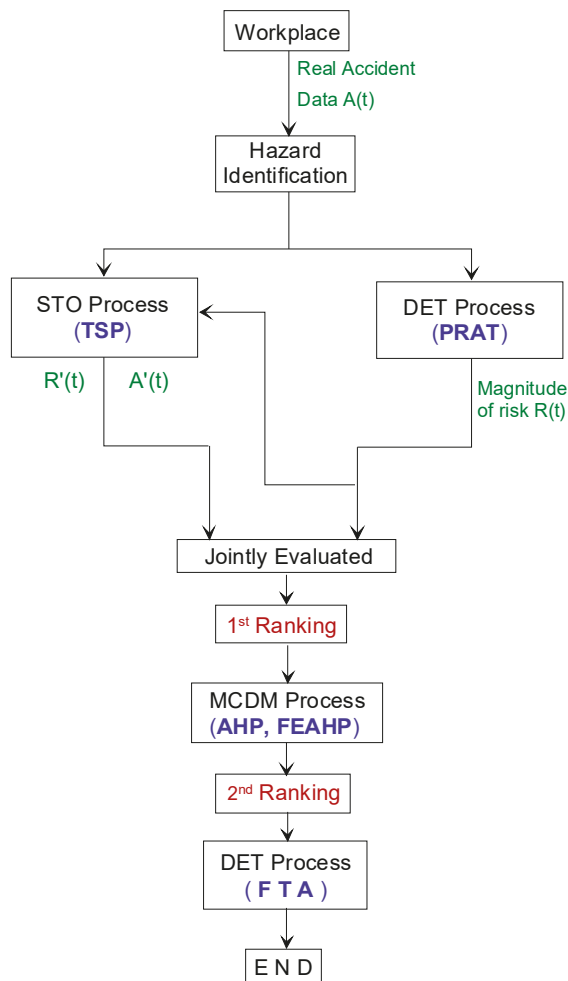 Workplace
Real Accident
Data A(t)
Hazard
Identification
STO Process
(TSP)
DET Process
(PRAT)
R'(t) A'(t)
Magnitude
of risk R(t)
Jointly Evaluated
1st Ranking
MCDM Process
(AHP, FEAHP)
2nd Ranking
DET Process
( F T A )
E N D